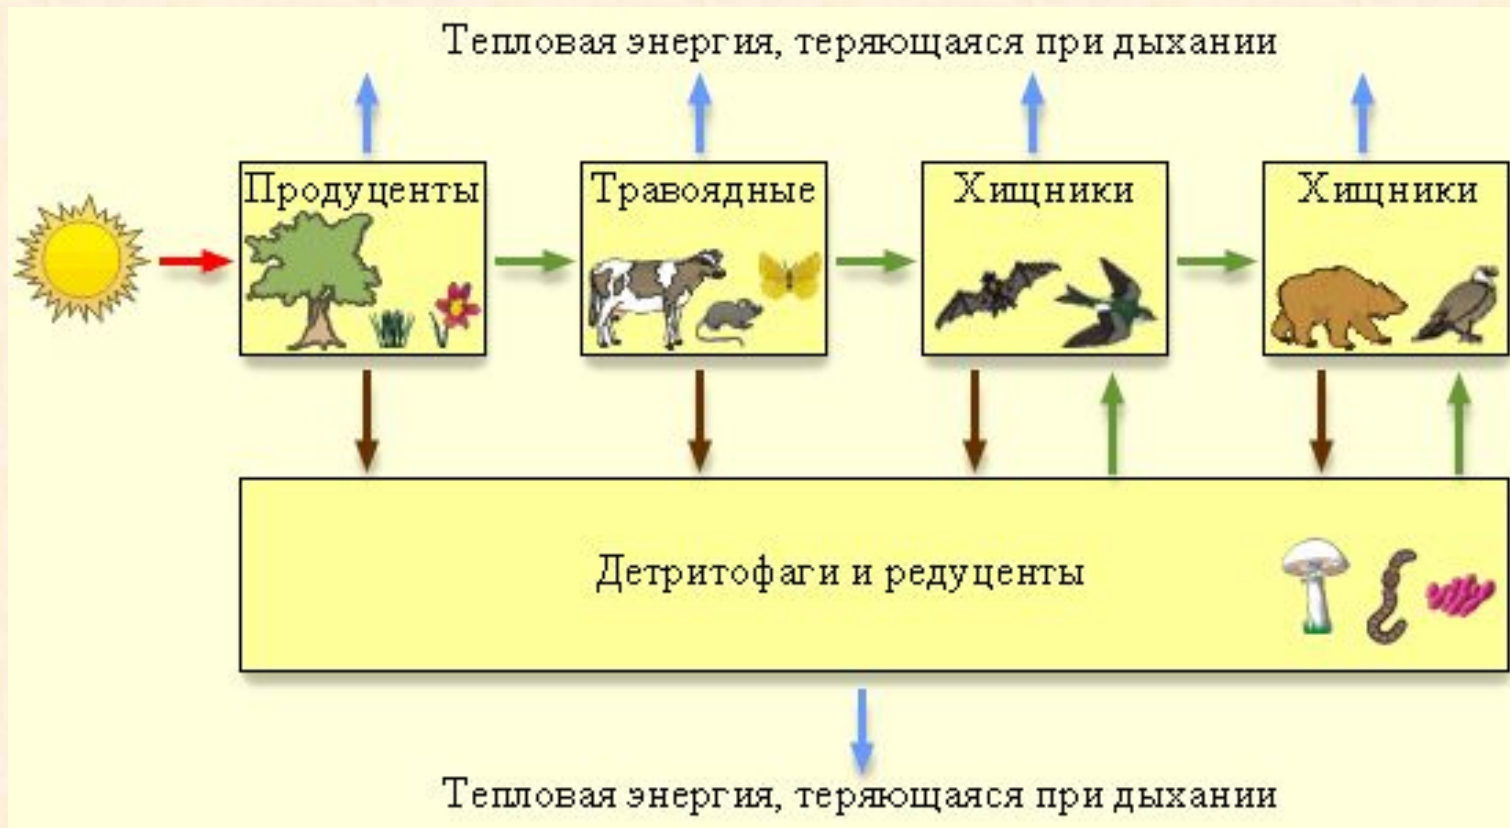 Тепловая энергия, теряющаяся при дыхании
Продуценты
Травоядные
Хищники
Хищники
Детритофаги и редуценты
Тепловая энергия, теряющаяся при дыхании